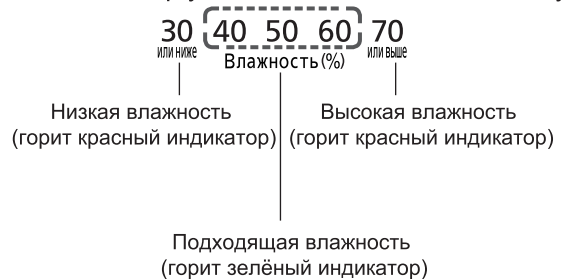 30 40 50 60 70
или ниже или выше
Влажность (%)
Низкая влажность
(горит красный индикатор)
Высокая влажность
(горит красный индикатор)
Подходящая влажность
(горит зелёный индикатор)